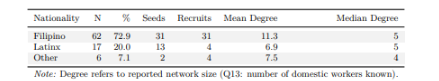 Nationality N % Seeds Recruits Mean Degree Median Degree
Filipino 62 72.9 31 31 11.3 5
Latinx 17 20.0 13 4 6.9 5
Other 6 7.1 2 4 7.5 4
Note: Degree refers to reported network size (Q13: number of domestic workers known).